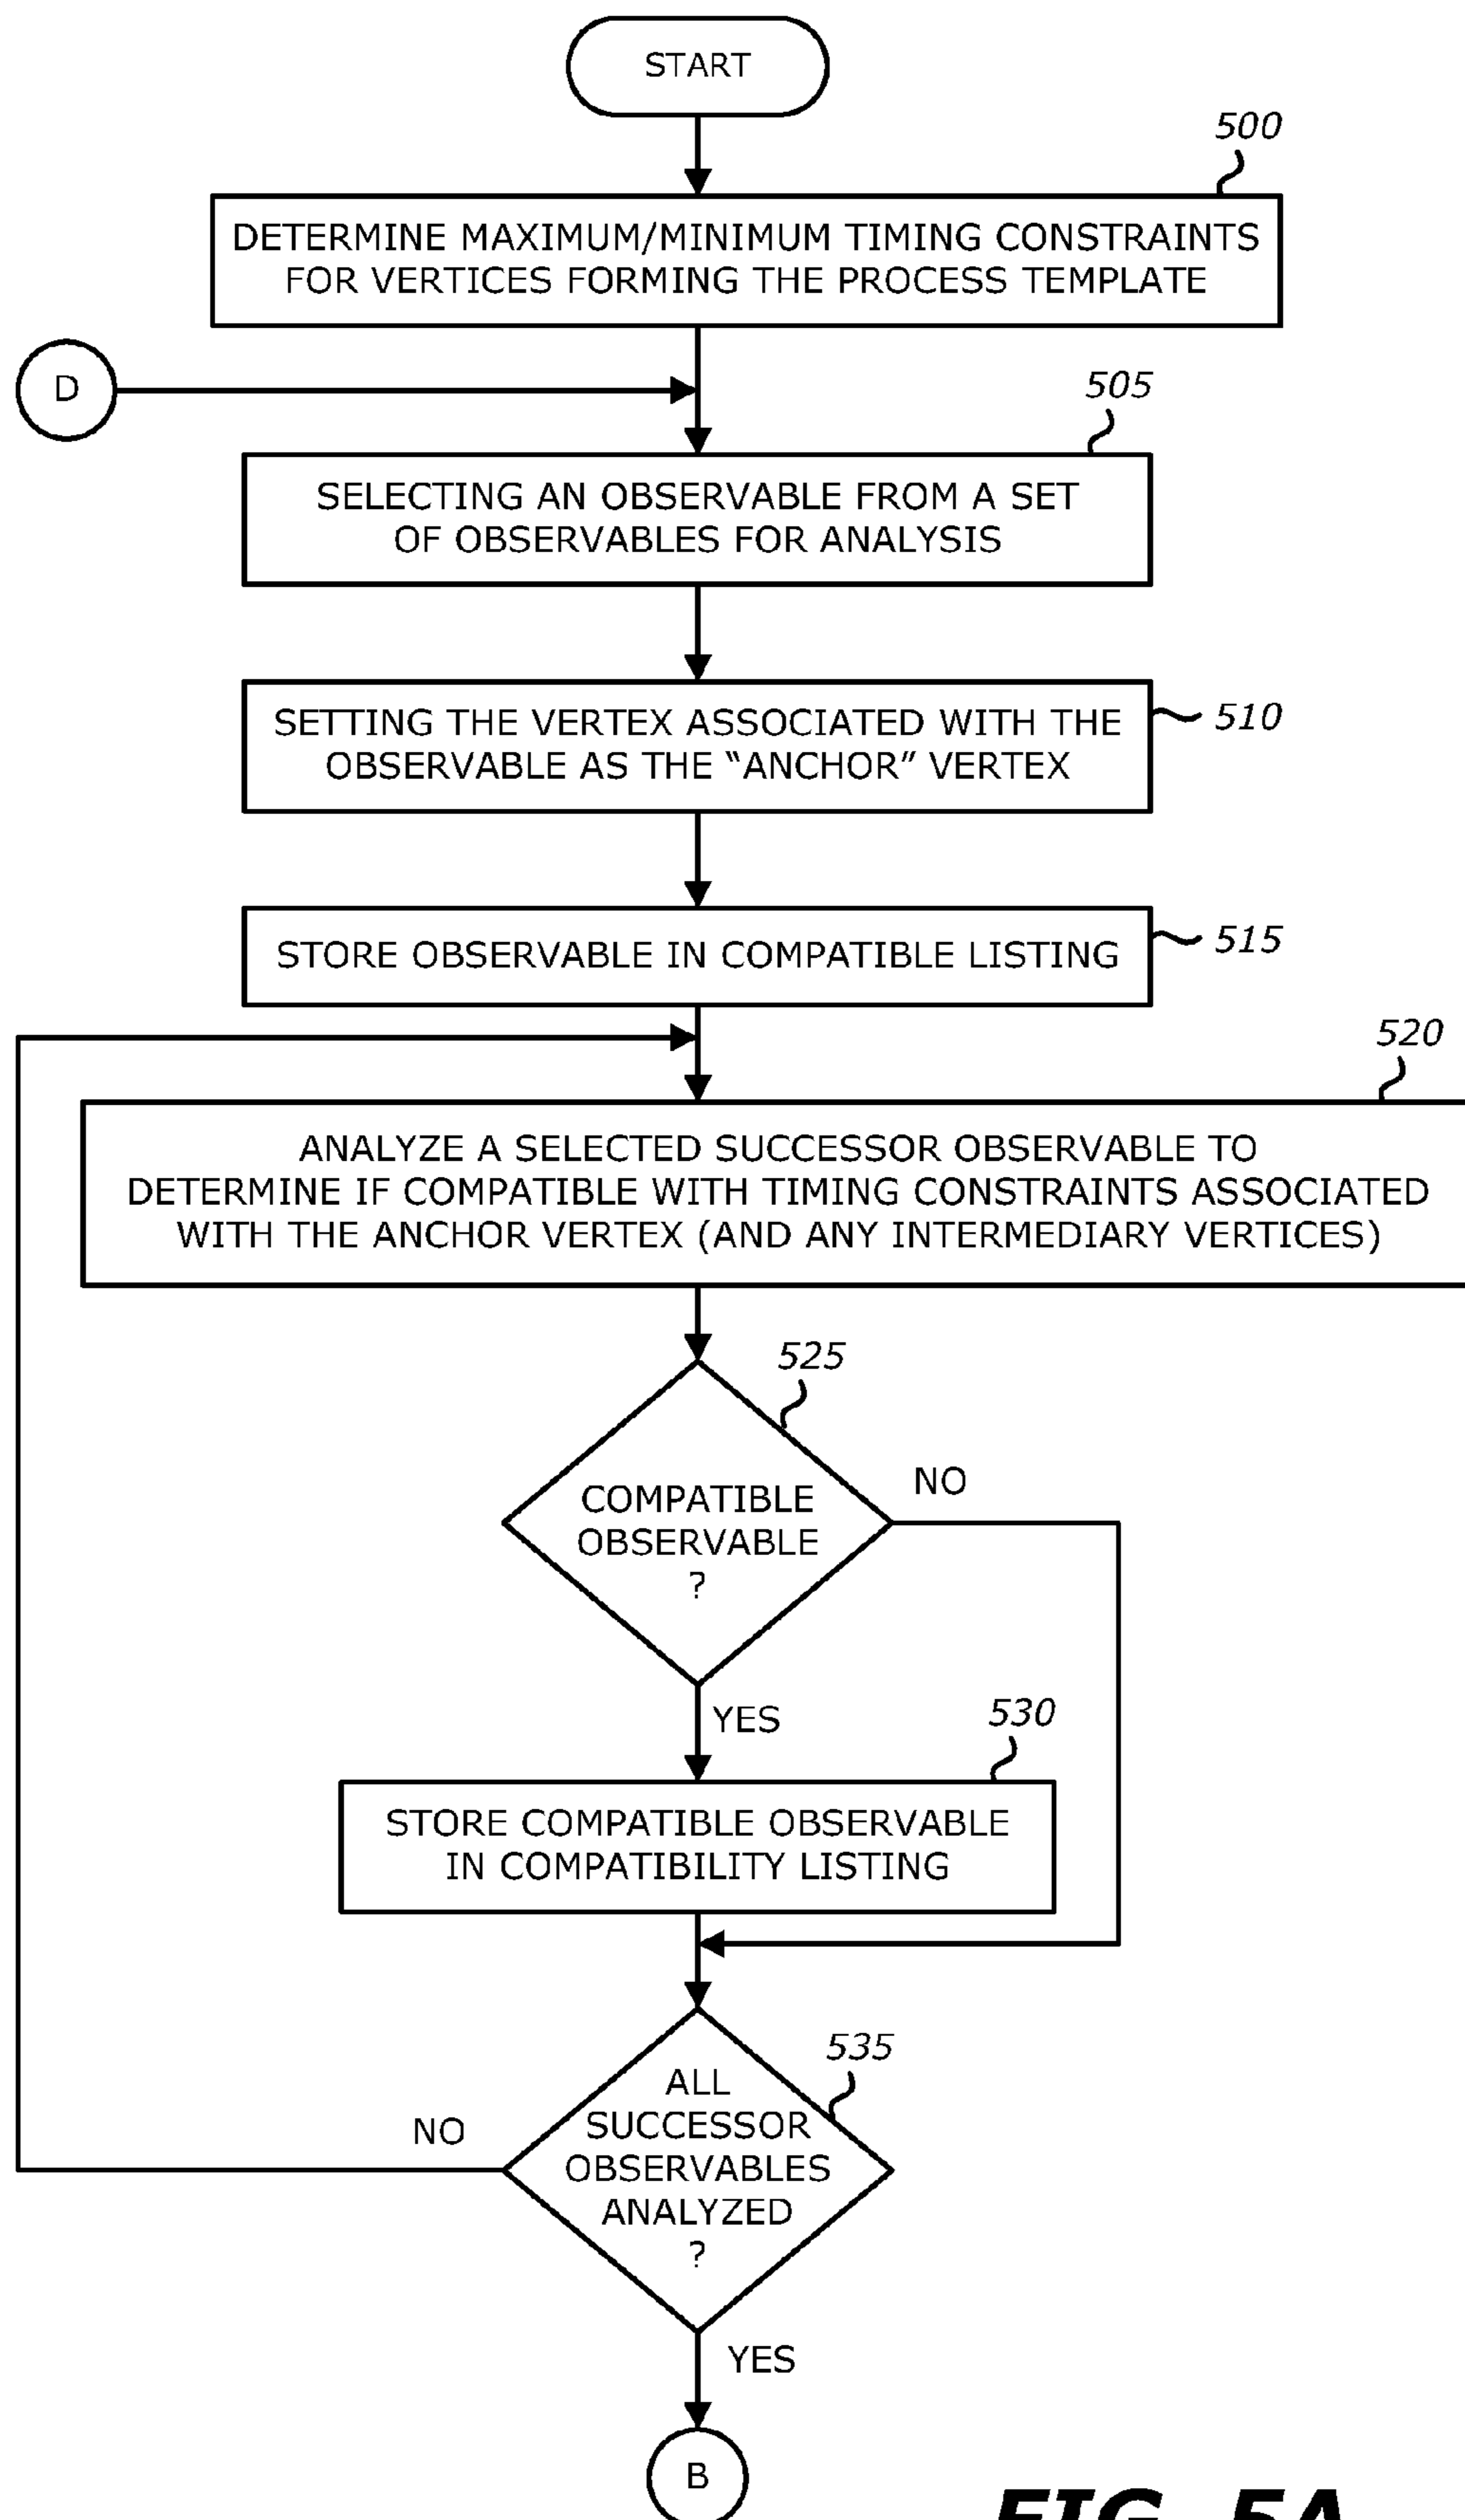 START
500
DETERMINE MAXIMUM/MINIMUM TIMING CONSTRAINTS
FOR VERTICES FORMING THE PROCESS TEMPLATE
D
505
SELECTING AN OBSERVABLE FROM A SET
OF OBSERVABLES FOR ANALYSIS
SETTING THE VERTEX ASSOCIATED WITH THE
OBSERVABLE AS THE “ANCHOR” VERTEX
510
STORE OBSERVABLE IN COMPATIBLE LISTING
515
520
ANALYZE A SELECTED SUCCESSOR OBSERVABLE TO
DETERMINE IF COMPATIBLE WITH TIMING CONSTRAINTS ASSOCIATED
WITH THE ANCHOR VERTEX (AND ANY INTERMEDIARY VERTICES)
525
COMPATIBLE
OBSERVABLE
?
NO
YES
530
STORE COMPATIBLE OBSERVABLE
IN COMPATIBILITY LISTING
535
ALL
SUCCESSOR
OBSERVABLES
ANALYZED
?
NO
YES
B
FIG. 5A